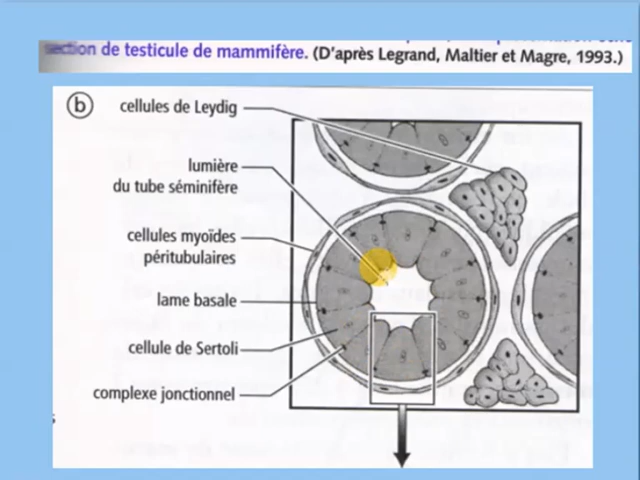 section de testicule de mammifère. (D'après Legrand, Maltier et Magre, 1993.)
b
cellules de Leydig
lumière
du tube séminifère
cellules myoïdes
péritubulaires
lame basale
cellule de Sertoli
complexe jonctionnel